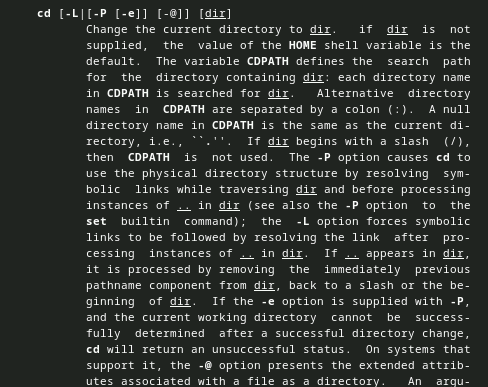 cd [-L|[-P [-e]] [-@]] [dir]
Change the current directory to dir.  if  dir  is  not
supplied,  the  value of the HOME shell variable is the
default.  The variable CDPATH defines the  search  path
for  the  directory containing dir: each directory name
in CDPATH is searched for dir.   Alternative  directory
names  in  CDPATH are separated by a colon (:).  A null
directory name in CDPATH is the same as the current di-
rectory, i.e., ``.''.  If dir begins with a slash  (/),
then  CDPATH  is  not used.  The -P option causes cd to
use the physical directory structure by resolving  sym-
bolic  links while traversing dir and before processing
instances of .. in dir (see also the -P option  to  the
set  builtin  command);  the  -L option forces symbolic
links to be followed by resolving the link  after  pro-
cessing  instances of .. in dir.  If .. appears in dir,
it is processed by removing  the  immediately  previous
pathname component from dir, back to a slash or the be-
ginning  of dir.  If the -e option is supplied with -P,
and the current working directory  cannot  be  success-
fully  determined  after a successful directory change,
cd will return an unsuccessful status.  On systems that
support it, the -@ option presents the extended attrib-
utes associated with a file as a directory.   An  argu-